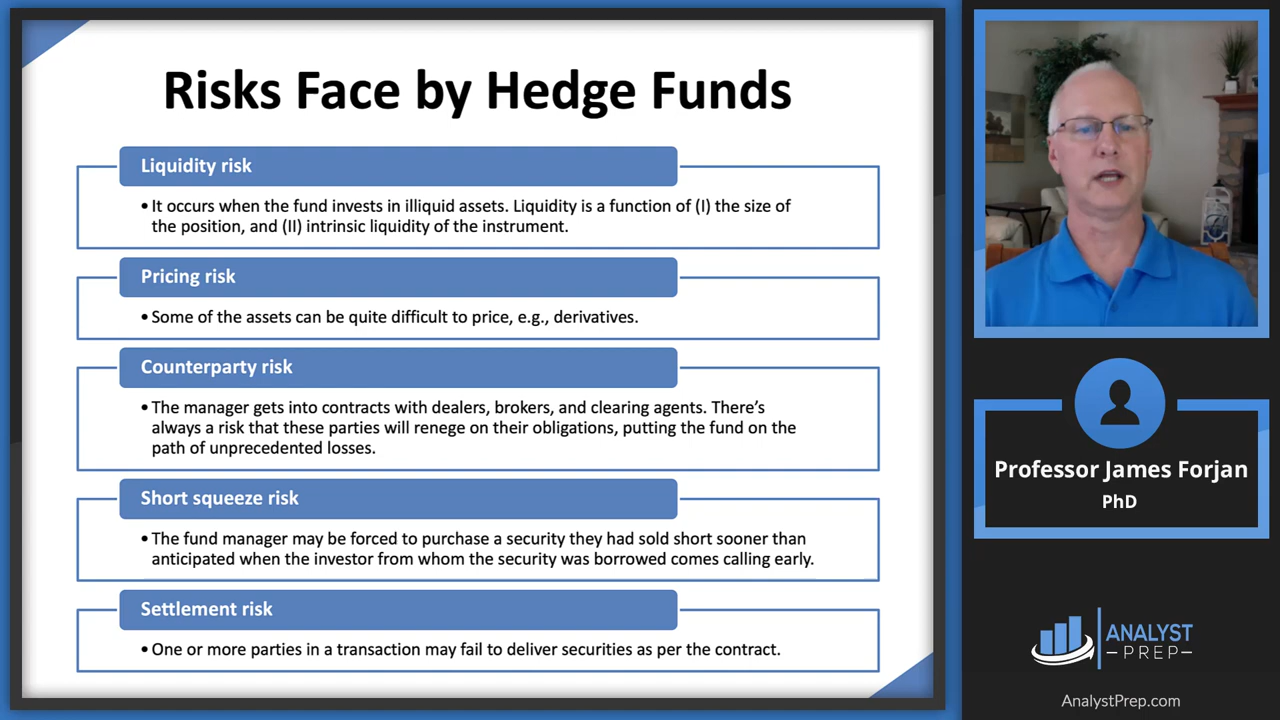 Risks Face by Hedge Funds
Liquidity risk
• It occurs when the fund invests in illiquid assets. Liquidity is a function of (I) the size of
the position, and (II) intrinsic liquidity of the instrument.
Pricing risk
• Some of the assets can be quite difficult to price, e.g., derivatives.
Counterparty risk
• The manager gets into contracts with dealers, brokers, and clearing agents. There's
always a risk that these parties will renege on their obligations, putting the fund on the
path of unprecedented losses.
Short squeeze risk
• The fund manager may be forced to purchase a security they had sold short sooner than
anticipated when the investor from whom the security was borrowed comes calling early.
Settlement risk
• One or more parties in a transaction may fail to deliver securities as per the contract.
Professor James Forjan
PhD
ANALYST
–PREP–
AnalystPrep.com